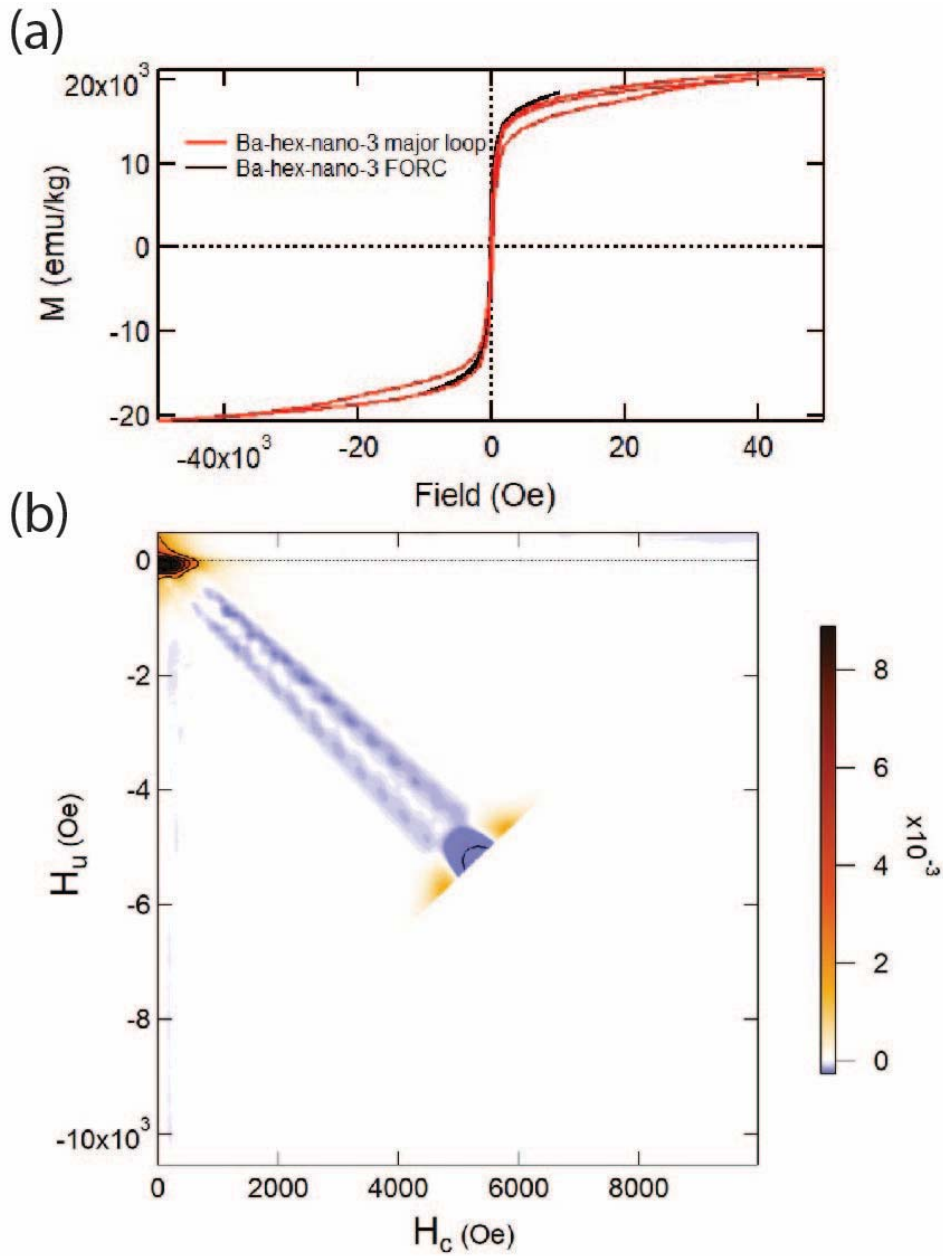 (a)
20x10³
10
0
-10
-20
M (emu/kg)
Ba-hex-nano-3 major loop
Ba-hex-nano-3 FORC
-40x10³
-20
0
20
40
Field (Oe)
(b)
0
-2
-4
-6
-8
-10x10³
H_u (Oe)
0
2000
4000
6000
8000
H_c (Oe)
8
6
4
2
0
x10⁻³